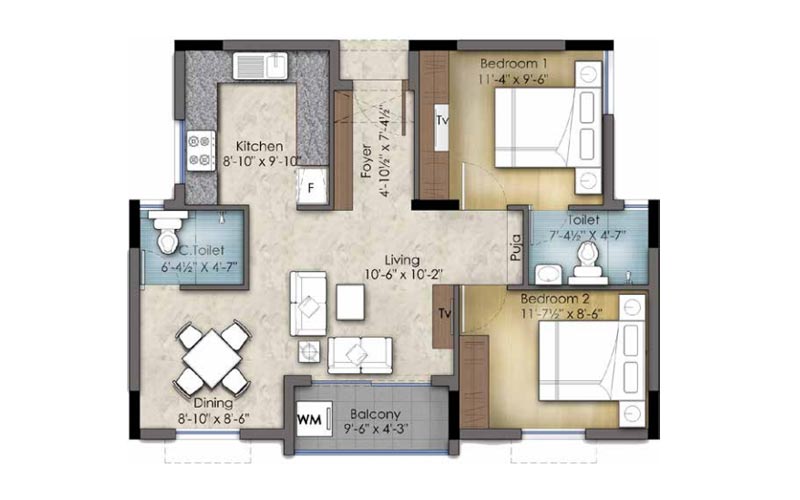 Bedroom 1
11'-4" x 9'-6"
Tv
Kitchen
8'-10" x 9'-10"
F
Foyer
4'-10½" x 7'-4½"
C.Toilet
6'-4½" X 4'-7"
Puja
Toilet
7'-4½" X 4'-7"
Living
10'-6" x 10'-2"
Tv
Bedroom 2
11'-7½" x 8'-6"
Dining
8'-10" x 8'-6"
WM
Balcony
9'-6" x 4'-3"